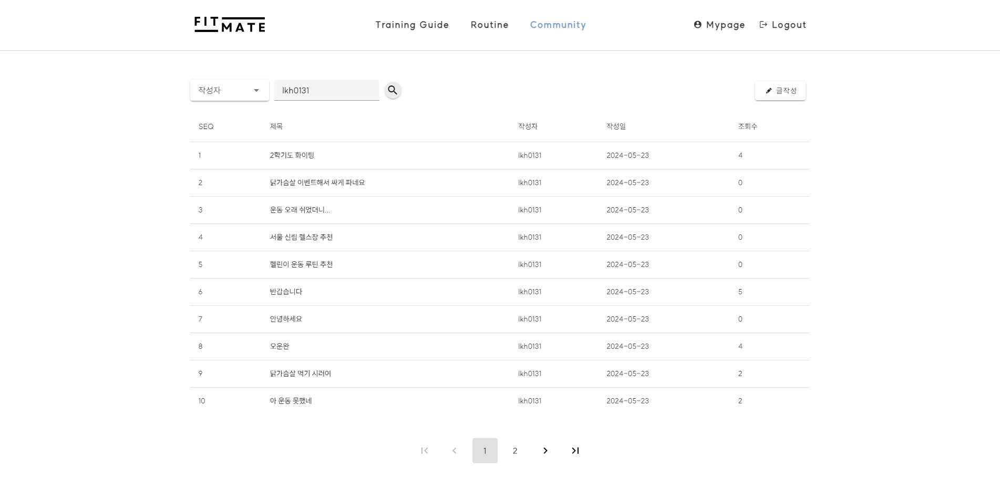 FITMATE Training Guide Routine Community Mypage Logout
작성자 lkh0131 글작성
SEQ 제목 작성자 작성일 조회수
1 2학기도 화이팅 lkh0131 2024-05-23 4
2 닭가슴살 이벤트해서 싸게 파네요 lkh0131 2024-05-23 0
3 운동 오래 쉬었더니... lkh0131 2024-05-23 0
4 서울 신림 헬스장 추천 lkh0131 2024-05-23 0
5 헬린이 운동 루틴 추천 lkh0131 2024-05-23 0
6 반갑습니다 lkh0131 2024-05-23 5
7 안녕하세요 lkh0131 2024-05-23 0
8 오운완 lkh0131 2024-05-23 4
9 닭가슴살 먹기 시러여 lkh0131 2024-05-23 2
10 아 운동 못했네 lkh0131 2024-05-23 2
1 2